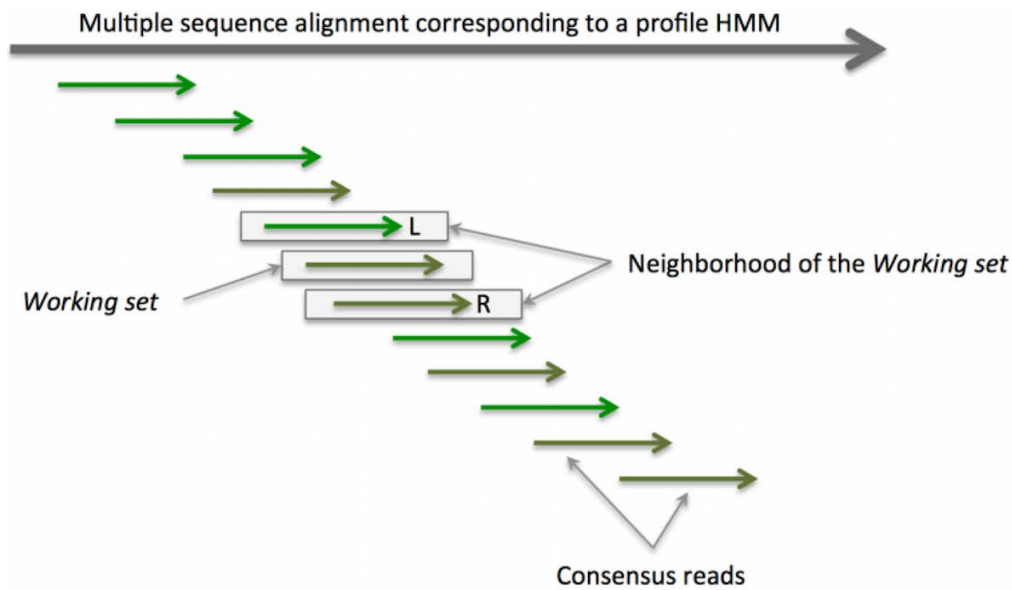 Multiple sequence alignment corresponding to a profile HMM
L
Neighborhood of the Working set
Working set
R
Consensus reads